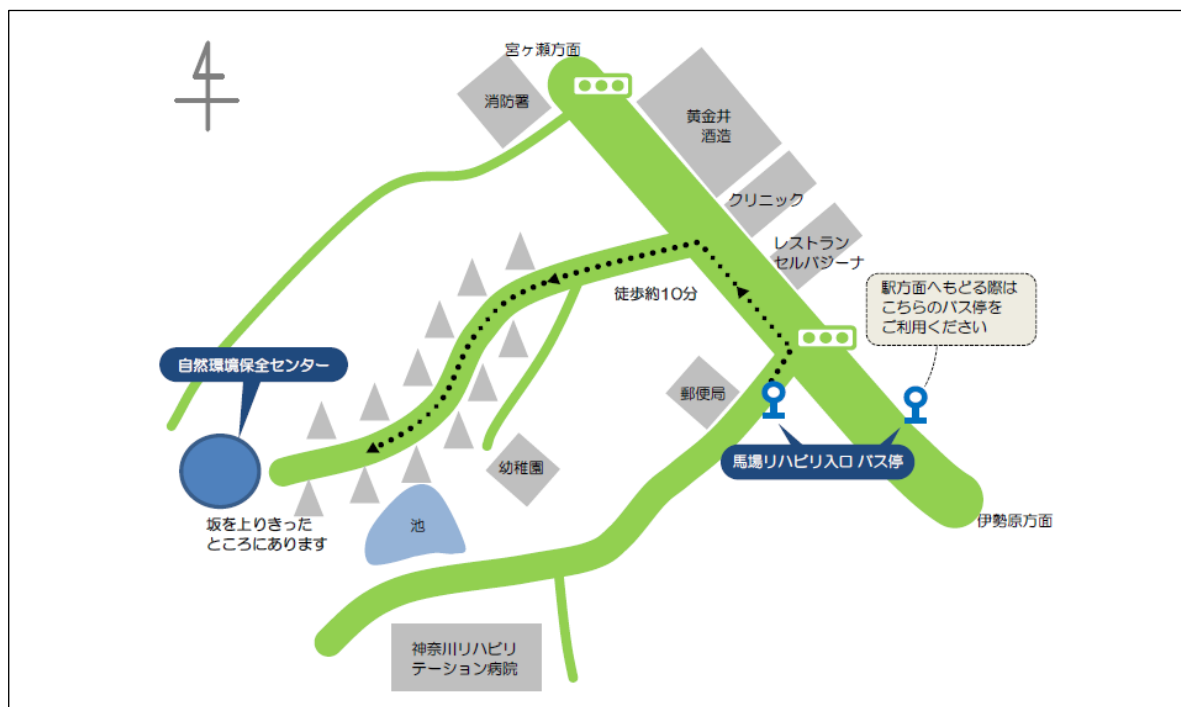 宮ヶ瀬方面
消防署
黄金井
酒造
クリニック
レストラン
セルバジーナ
駅方面へもどる際は
こちらのバス停を
ご利用ください
徒歩約10分
自然環境保全センター
郵便局
馬場リハビリ入口 バス停
幼稚園
伊勢原方面
坂を上りきった
ところにあります
池
神奈川リハビリ
テーション病院